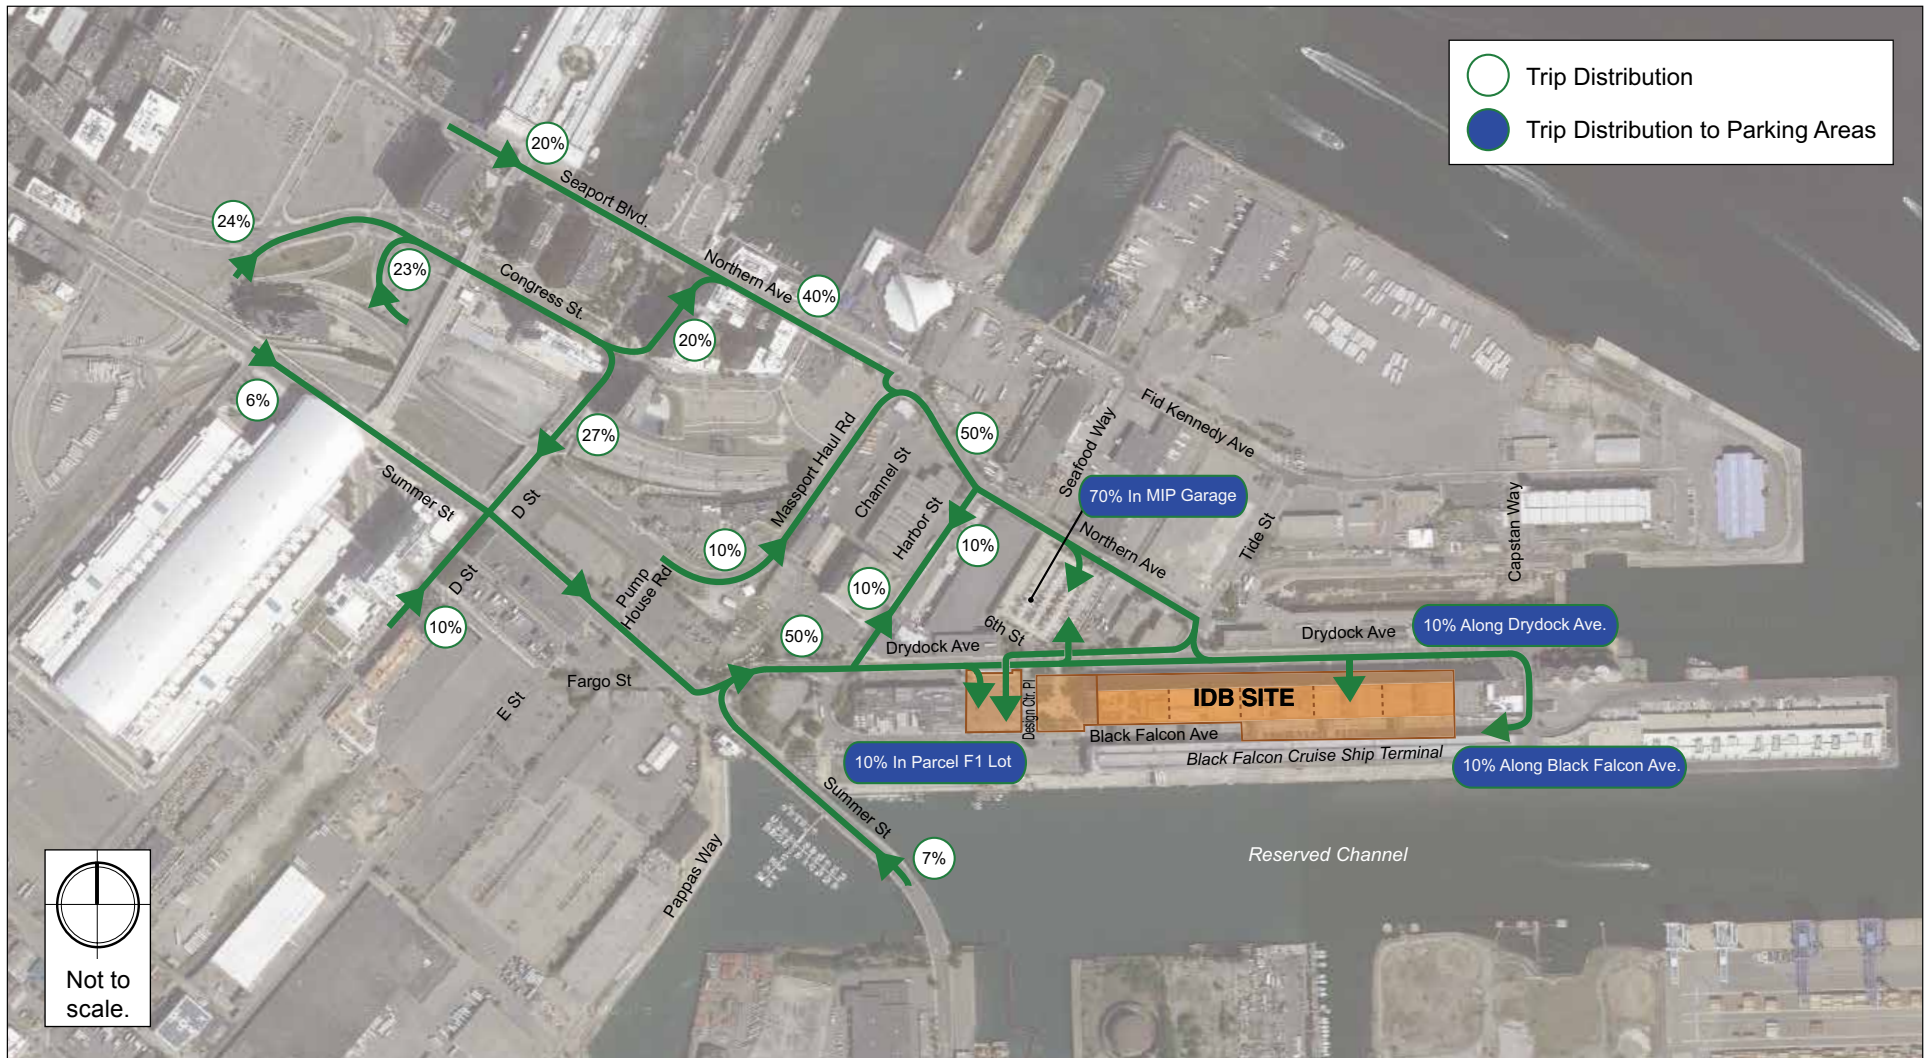 Trip Distribution
Trip Distribution to Parking Areas
20%
Seaport Blvd.
24%
23%
Congress St.
Northern Ave
40%
20%
6%
27%
Summer St
D St
Massport Haul Rd
Channel St
Harbor St
50%
Seafood Way
Fid Kennedy Ave
70% In MIP Garage
Northern Ave
Tide St
Capstan Way
D St
10%
10%
Pump
House Rd
10%
10%
50%
6th St
Drydock Ave
Drydock Ave
10% Along Drydock Ave.
Fargo St
E St
Design Ctr. Pl
IDB SITE
Black Falcon Ave
Black Falcon Cruise Ship Terminal
10% In Parcel F1 Lot
10% Along Black Falcon Ave.
Summer St
7%
Pappas Way
Reserved Channel
Not to
scale.